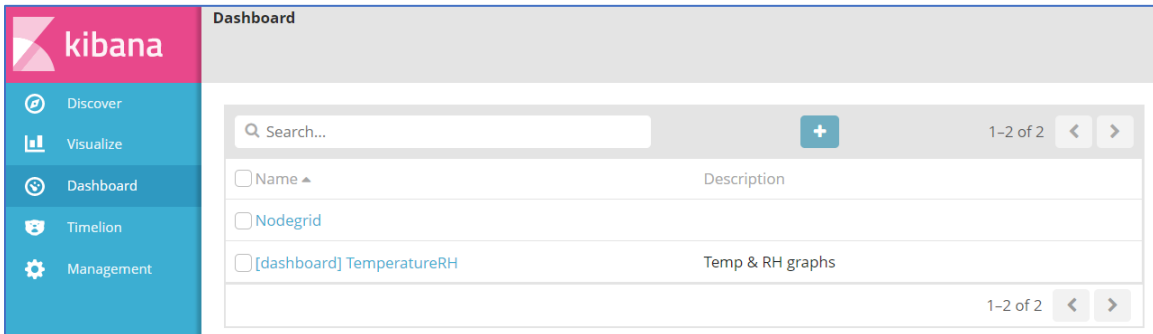 kibana
Discover
Visualize
Dashboard
Timelion
Management
Dashboard
Search...
+
1–2 of 2
Name
Description
Nodegrid
[dashboard] TemperatureRH
Temp & RH graphs
1–2 of 2